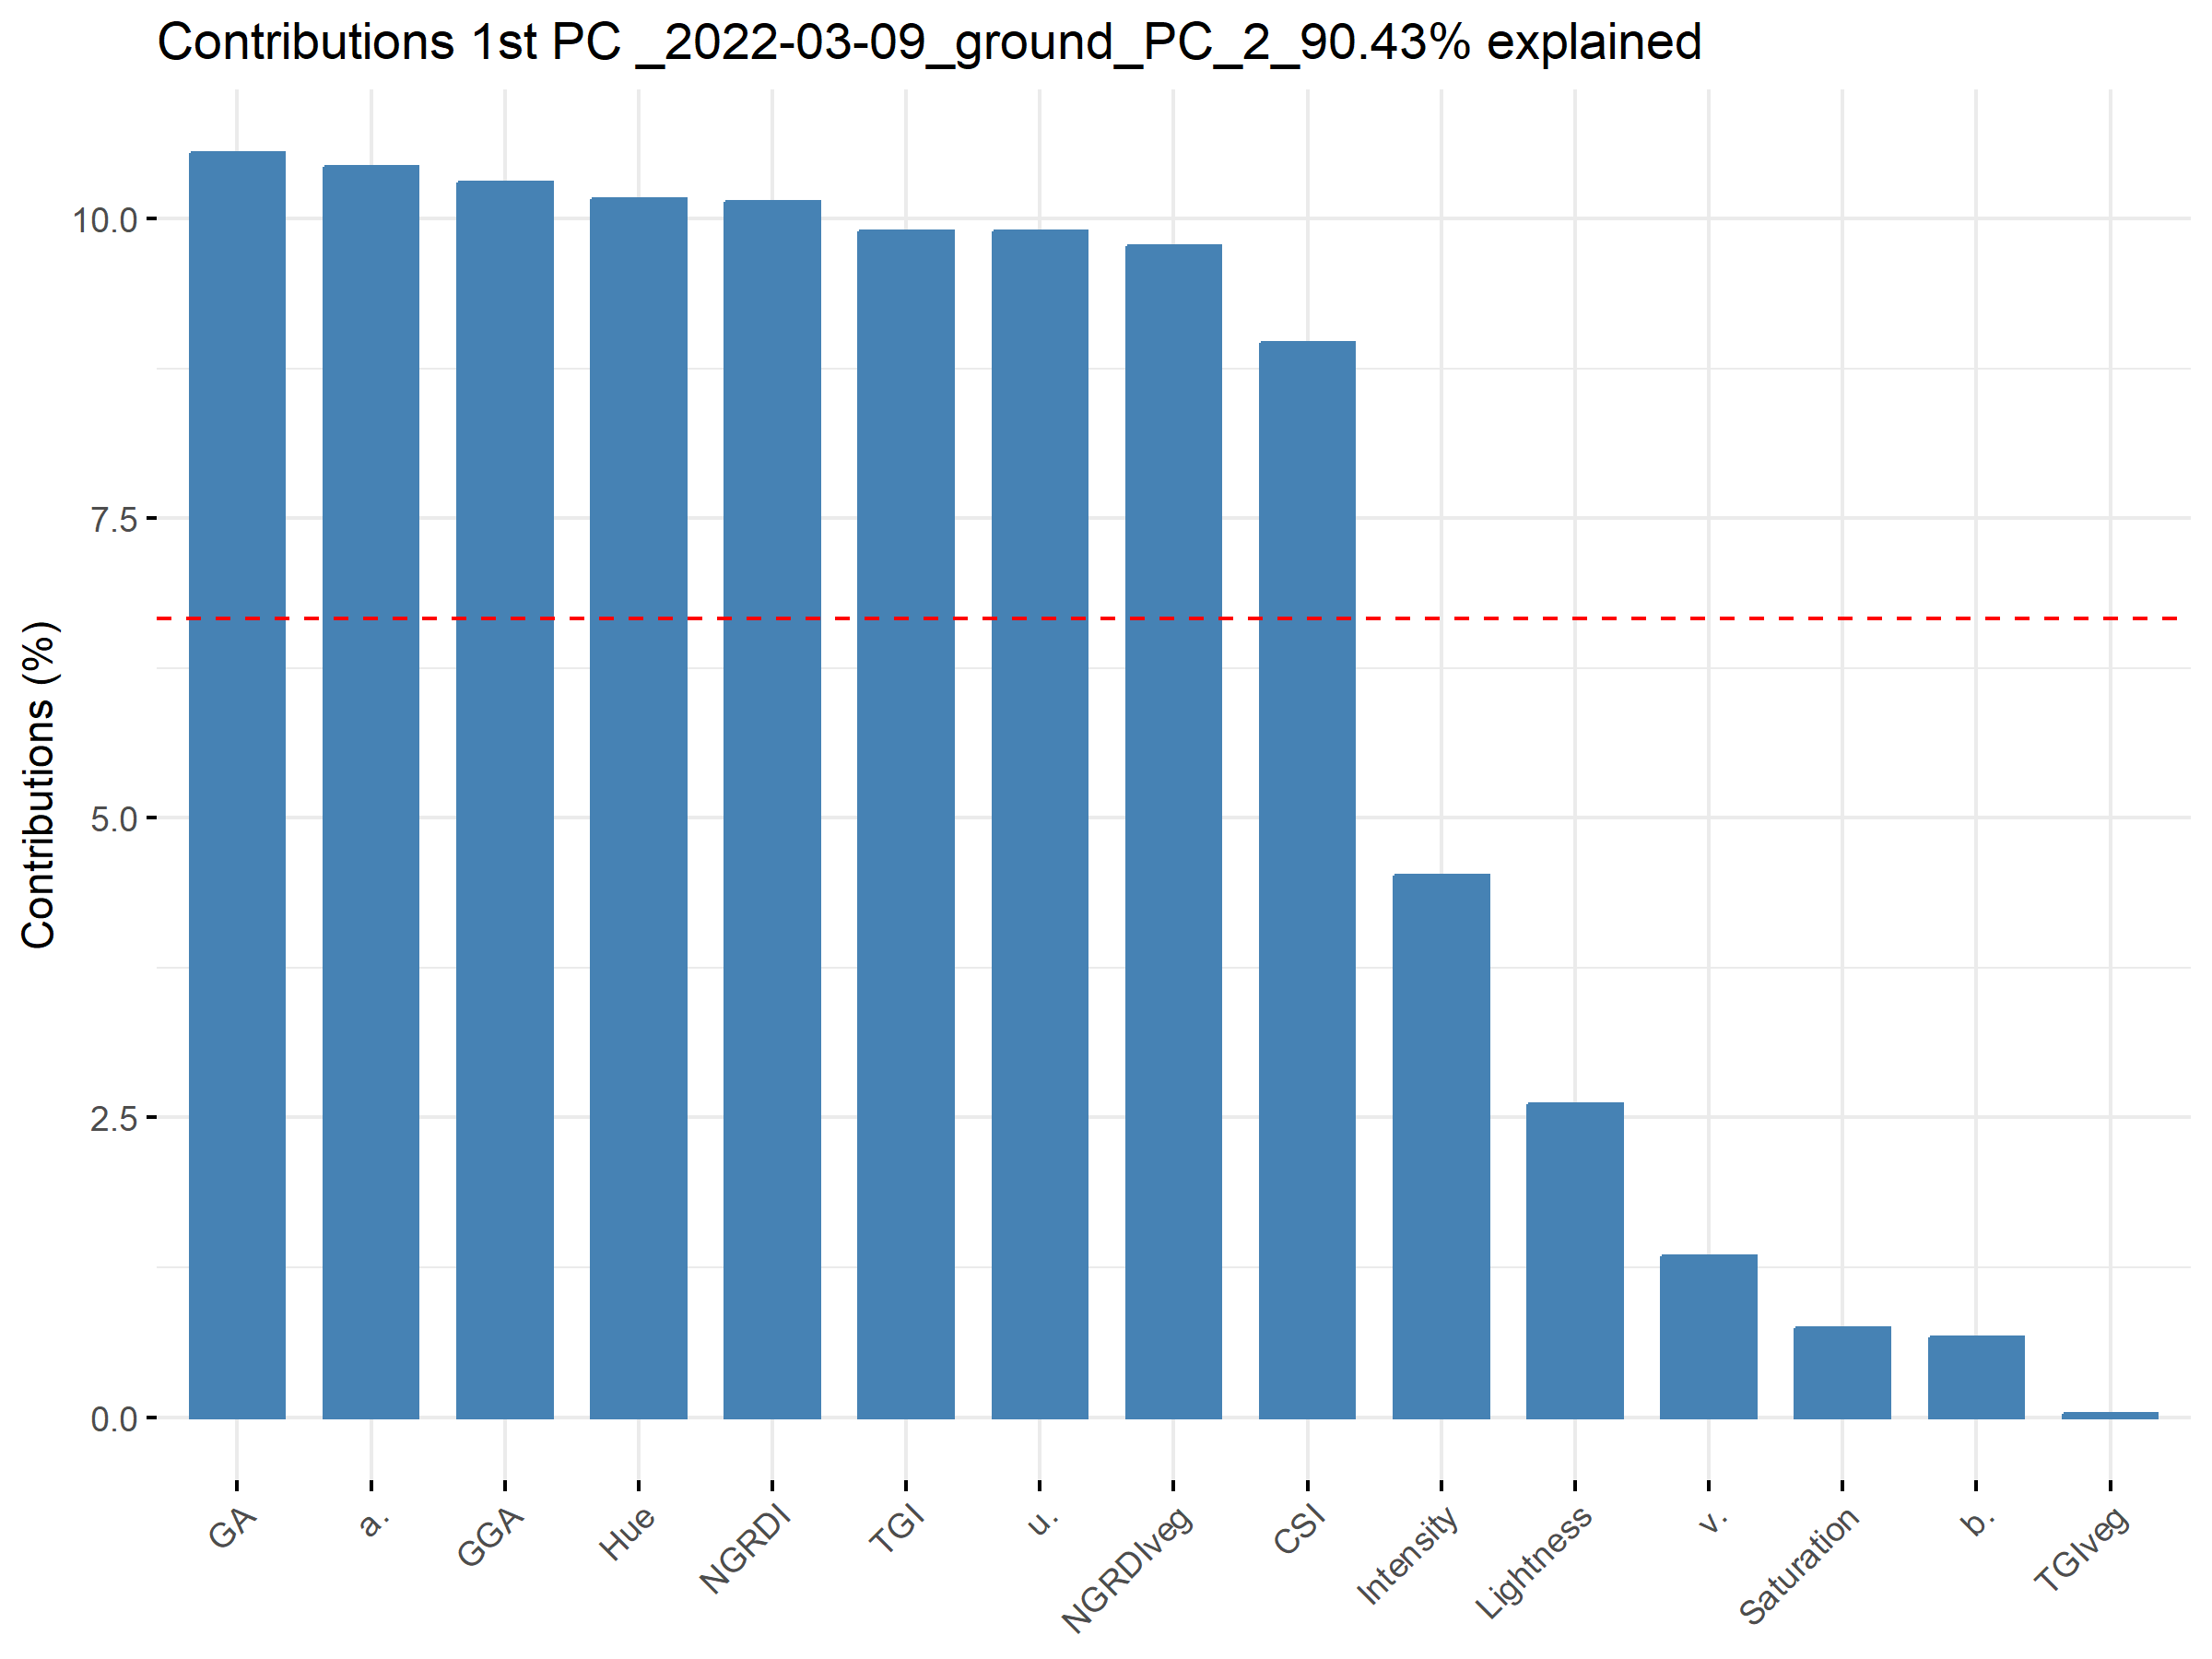 Contributions 1st PC _2022-03-09_ground_PC_2_90.43% explained
Contributions (%)
10.0
7.5
5.0
2.5
0.0
GA
a.
GGA
Hue
NGRDI
TGI
u.
NGRDIveg
CSI
Intensity
Lightness
v.
Saturation
b.
TGIveg